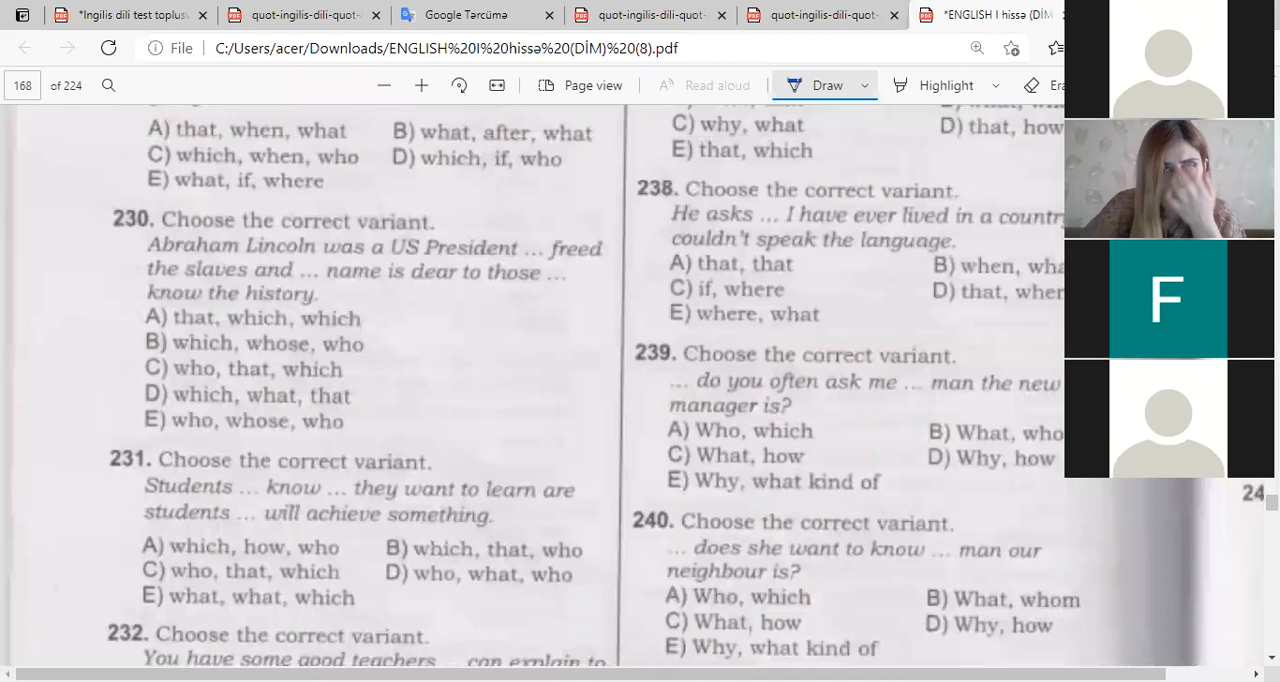 *Ingilis dili test toplusu
quot-ingilis-dili-quot-
Google Tərcümə
quot-ingilis-dili-quot-
quot-ingilis-dili-quot-
*ENGLISH I hissə (DİM)
File
C:/Users/acer/Downloads/ENGLISH%20I%20hissə%20(DİM)%20(8).pdf
168 of 224
Page view
Read aloud
Draw
Highlight
A) that, when, what B) what, after, what
C) which, when, who D) which, if, who
E) what, if, where
230. Choose the correct variant.
Abraham Lincoln was a US President ... freed
the slaves and ... name is dear to those ...
know the history.
A) that, which, which
B) which, whose, who
C) who, that, which
D) which, what, that
E) who, whose, who
231. Choose the correct variant.
Students ... know ... they want to learn are
students ... will achieve something.
A) which, how, who B) which, that, who
C) who, that, which D) who, what, who
E) what, what, which
232. Choose the correct variant.
You have some good teachers ... can explain to
C) why, what D) that, how
E) that, which
238. Choose the correct variant.
He asks ... I have ever lived in a countr
couldn't speak the language.
A) that, that B) when, wha
C) if, where D) that, wher
E) where, what
239. Choose the correct variant.
... do you often ask me ... man the new
manager is?
A) Who, which B) What, who
C) What, how D) Why, how
E) Why, what kind of
240. Choose the correct variant.
... does she want to know ... man our
neighbour is?
A) Who, which B) What, whom
C) What, how D) Why, how
E) Why, what kind of
24
F